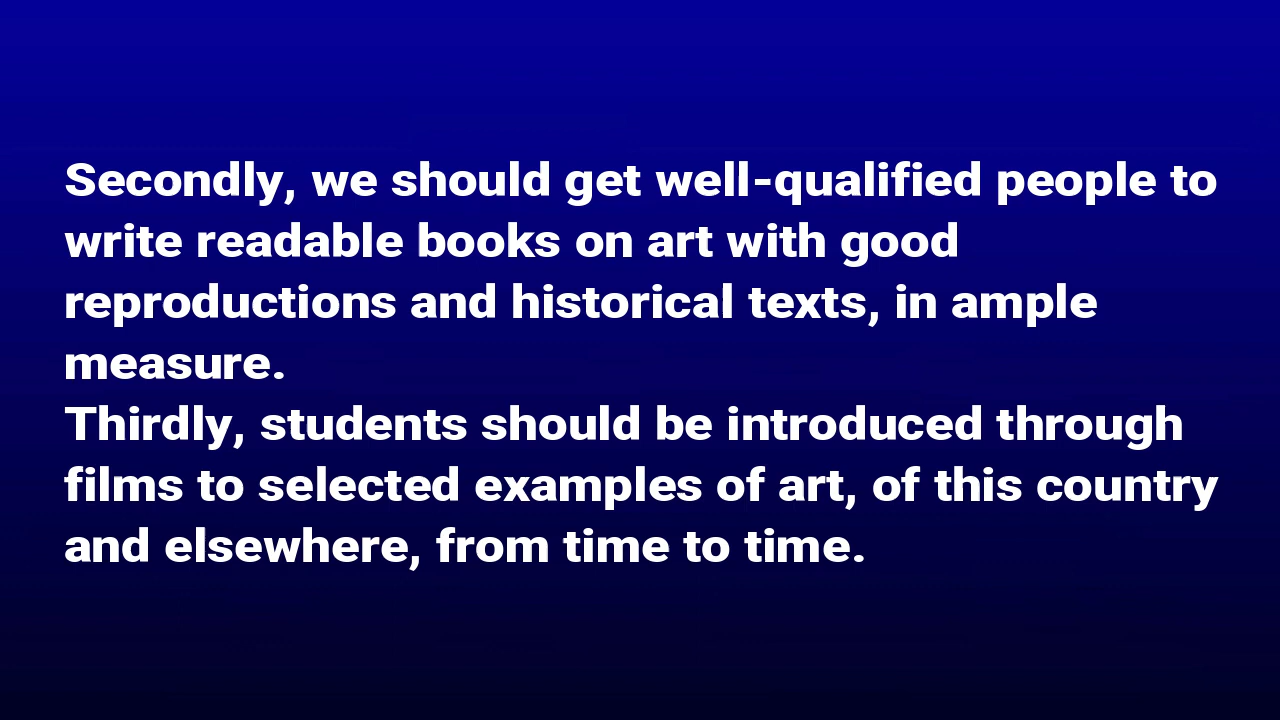 Secondly, we should get well-qualified people to
write readable books on art with good
reproductions and historical texts, in ample
measure.
Thirdly, students should be introduced through
films to selected examples of art, of this country
and elsewhere, from time to time.